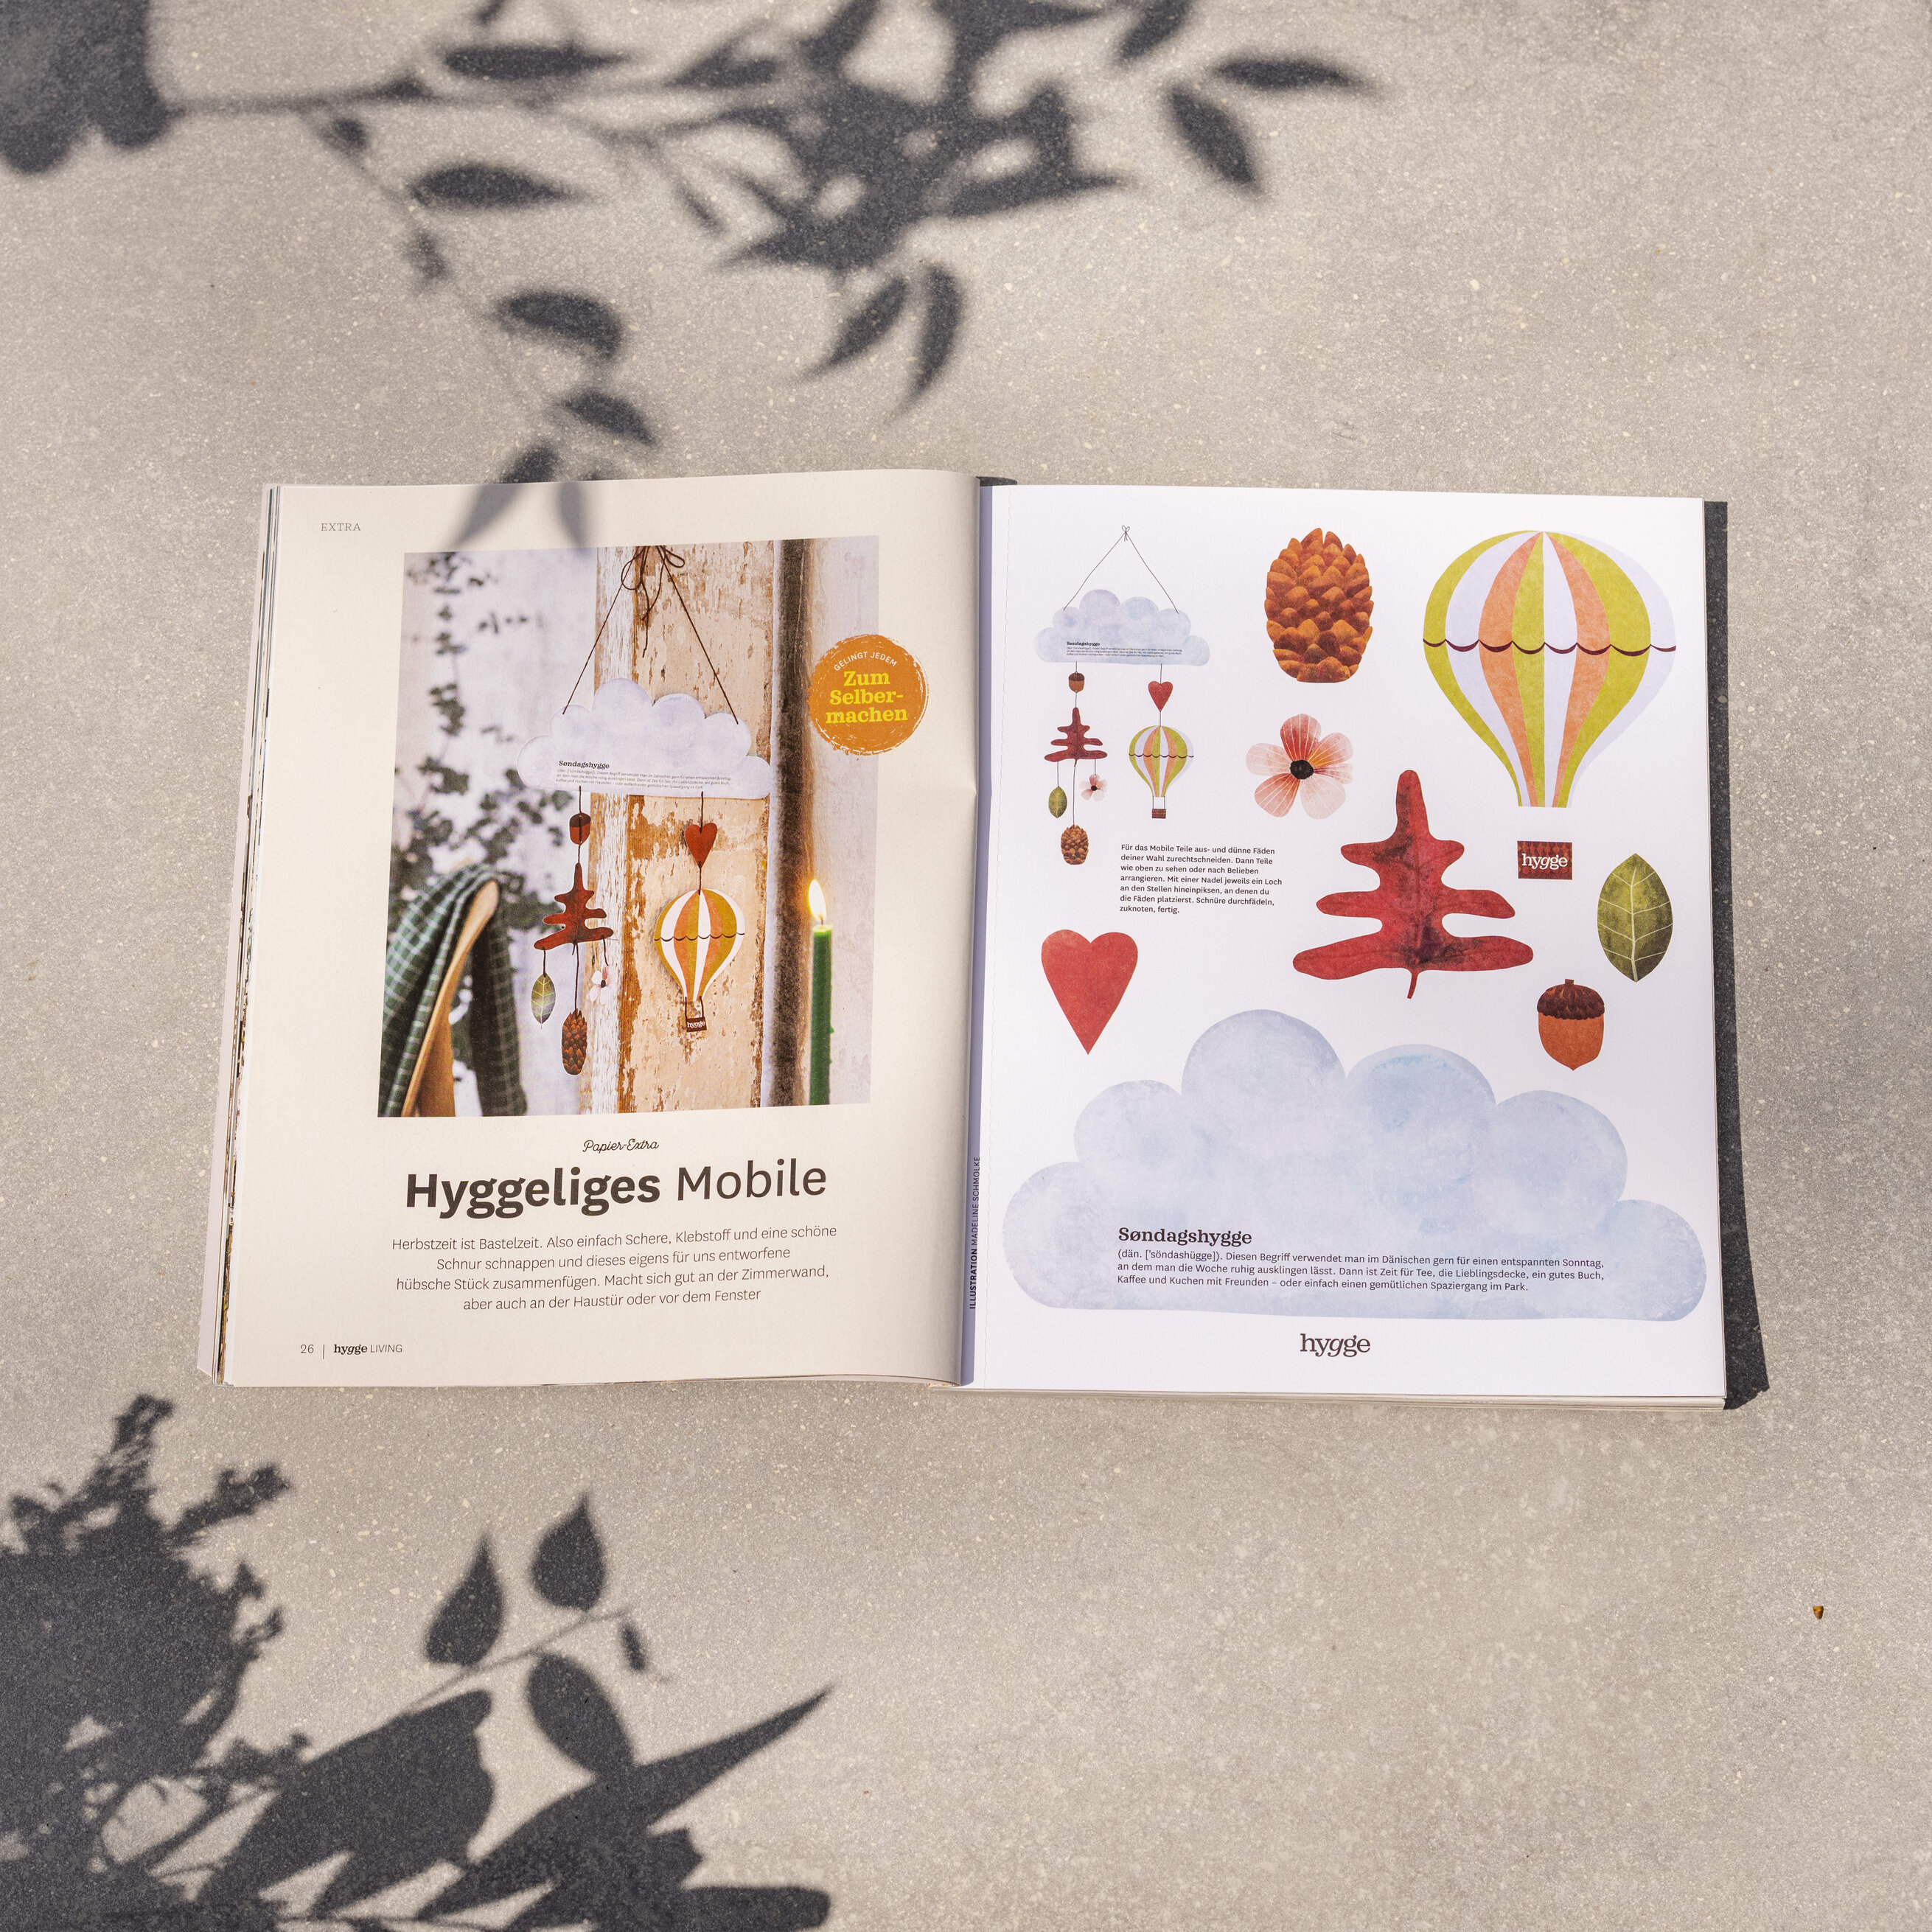 EXTRA
GELINGT JEDEM
Zum
Selber-
machen
Søndagshygge
hygge
Papier-Extra
Hyggeliges Mobile
Herbstzeit ist Bastelzeit. Also einfach Schere, Klebstoff und eine schöne
Schnur schnappen und dieses eigens für uns entworfene
hübsche Stück zusammenfügen. Macht sich gut an der Zimmerwand,
aber auch an der Haustür oder vor dem Fenster
26 | hygge LIVING
Søndagshygge
Für das Mobile Teile aus- und dünne Fäden
deiner Wahl zurechtschneiden. Dann Teile
wie oben zu sehen oder nach Belieben
arrangieren. Mit einer Nadel jeweils ein Loch
an den Stellen hineinpiksen, an denen du
die Fäden platzierst. Schnüre durchfädeln,
zuknoten, fertig.
hygge
ILLUSTRATION MADELINE SCHMOLKE
Søndagshygge
(dän. ['söndashügge]). Diesen Begriff verwendet man im Dänischen gern für einen entspannten Sonntag,
an dem man die Woche ruhig ausklingen lässt. Dann ist Zeit für Tee, die Lieblingsdecke, ein gutes Buch,
Kaffee und Kuchen mit Freunden – oder einfach einen gemütlichen Spaziergang im Park.
hygge